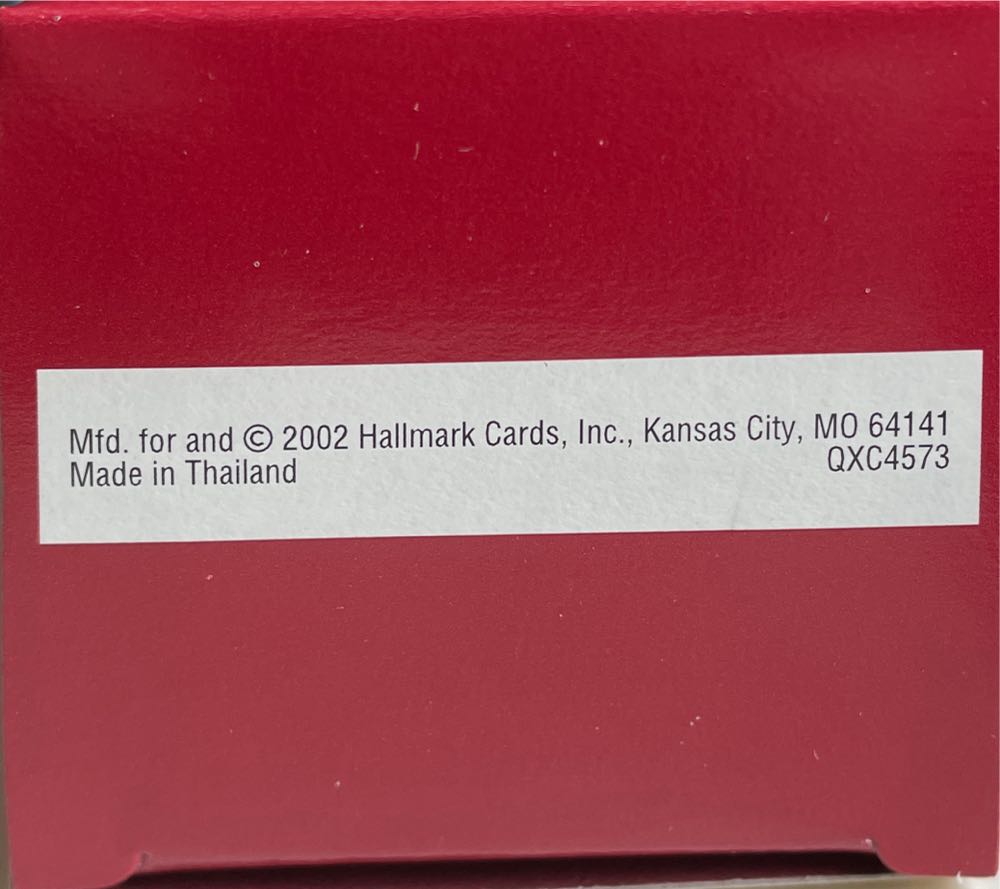 Mfd. for and © 2002 Hallmark Cards, Inc., Kansas City, MO 64141
Made in Thailand QXC4573